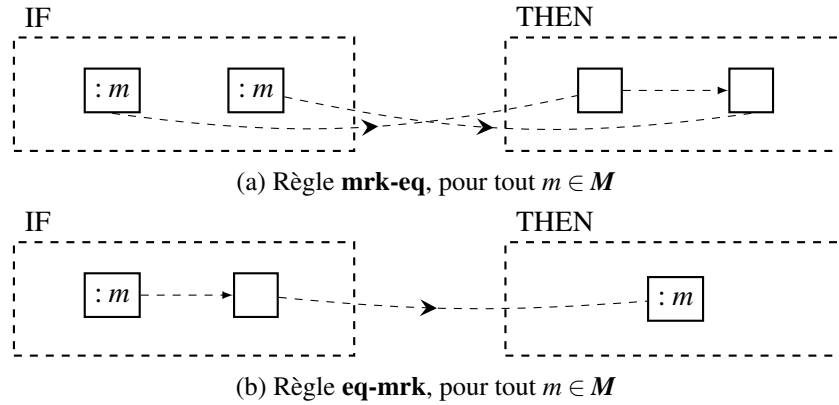 IF THEN
: m : m
(a) Règle mrk-eq, pour tout m ∈ M
IF THEN
: m : m
(b) Règle eq-mrk, pour tout m ∈ M